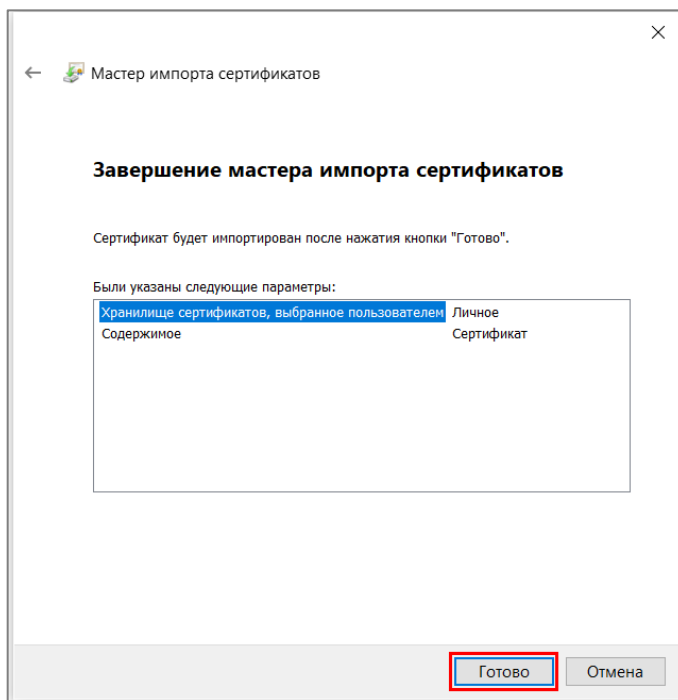 Мастер импорта сертификатов
Завершение мастера импорта сертификатов
Сертификат будет импортирован после нажатия кнопки "Готово".
Были указаны следующие параметры:
Хранилище сертификатов, выбранное пользователем Личное
Содержимое Сертификат
Готово Отмена